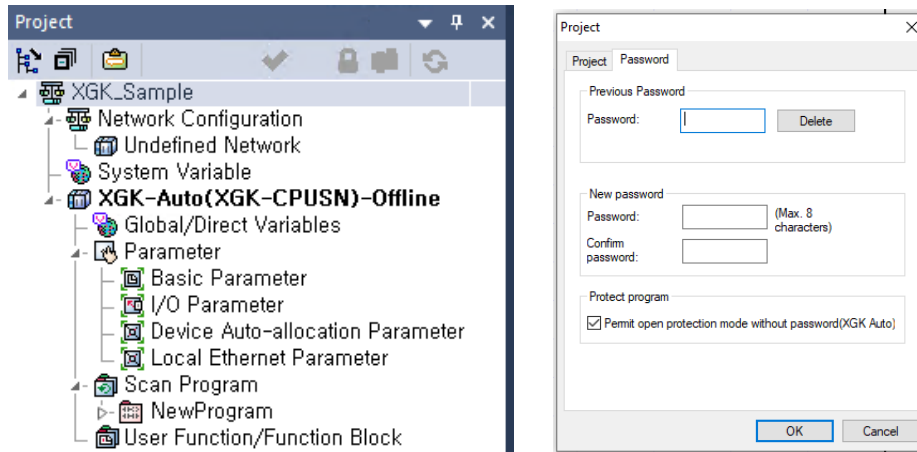 Project
XGK_Sample
Network Configuration
Undefined Network
System Variable
XGK-Auto(XGK-CPUSN)-Offline
Global/Direct Variables
Parameter
Basic Parameter
I/O Parameter
Device Auto-allocation Parameter
Local Ethernet Parameter
Scan Program
NewProgram
User Function/Function Block
Project
Project Password
Previous Password
Password: Delete
New password
Password: (Max. 8
characters)
Confirm
password:
Protect program
Permit open protection mode without password(XGK Auto)
OK Cancel